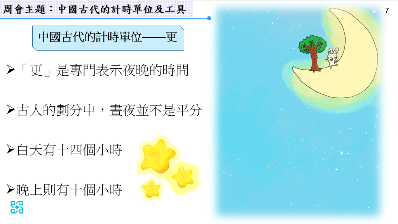 周會主題：中國古代的計時單位及工具
7
中國古代的計時單位——更
➢「更」是專門表示夜晚的時間
➢古人的劃分中，晝夜並不是平分
➢白天有十四個小時
➢晚上則有十個小時